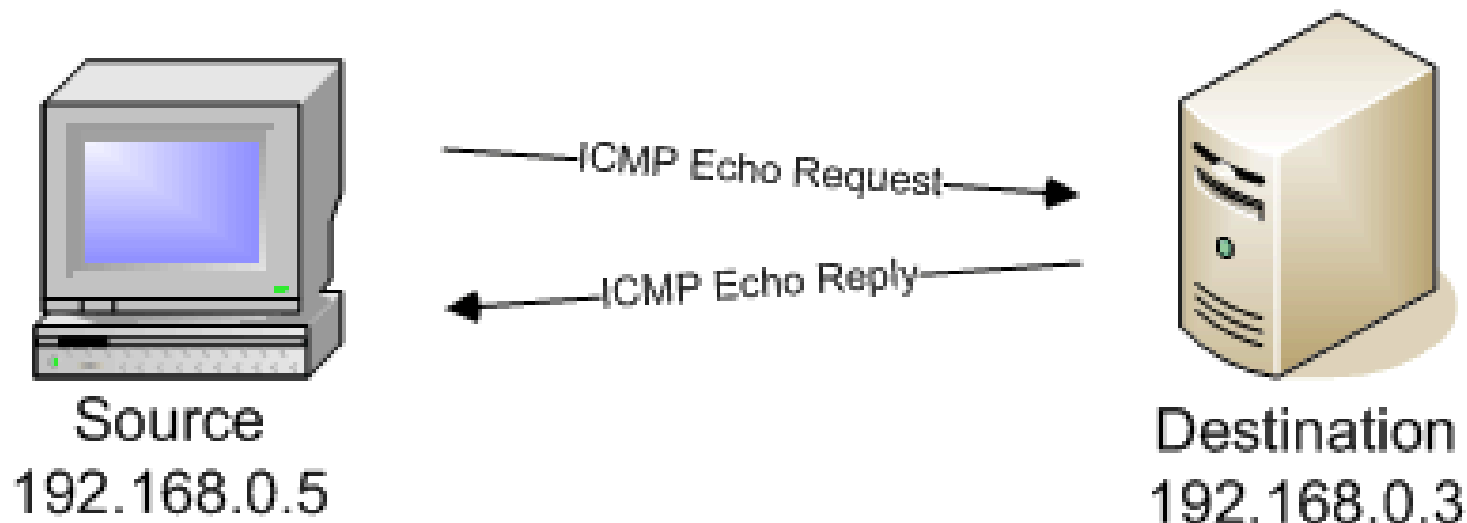 ICMP Echo Request
ICMP Echo Reply
Source
192.168.0.5
Destination
192.168.0.3